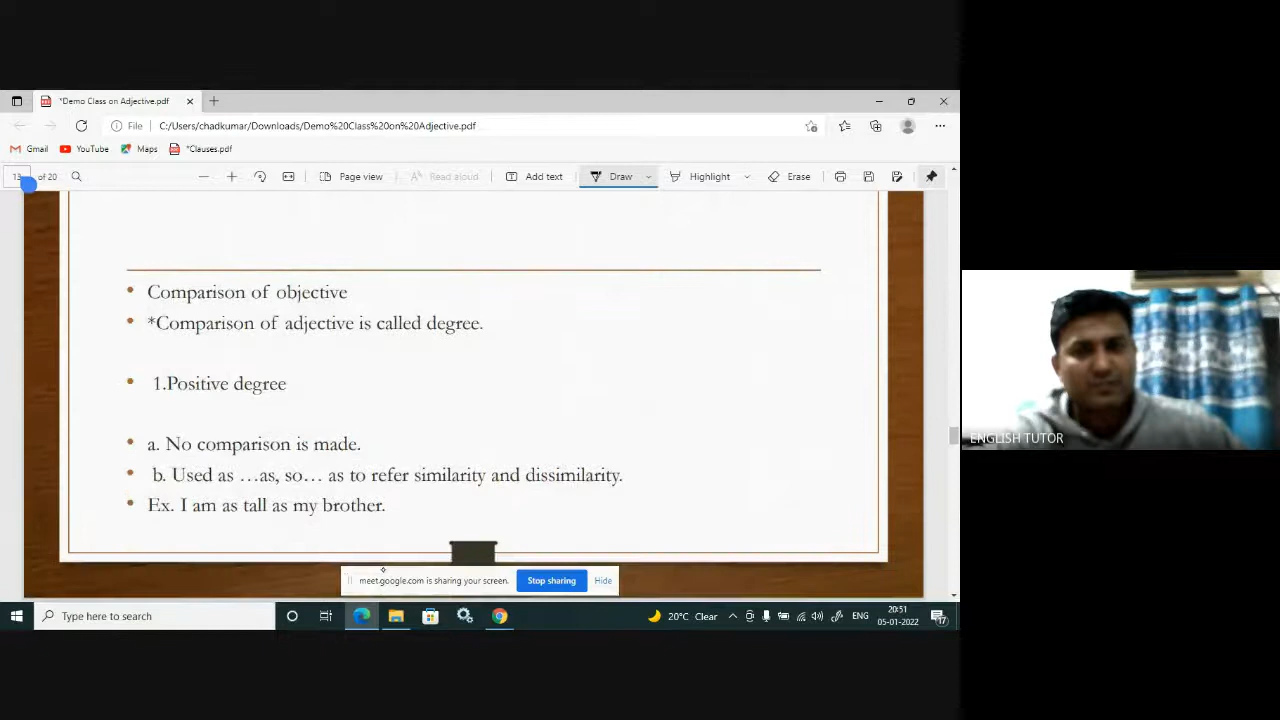 *Demo Class on Adjective.pdf
File C:/Users/chadkumar/Downloads/Demo%20Class%20on%20Adjective.pdf
Gmail YouTube Maps *Clauses.pdf
13 of 20 Page view Read aloud Add text Draw Highlight Erase
Comparison of objective
*Comparison of adjective is called degree.
1.Positive degree
a. No comparison is made.
b. Used as …as, so… as to refer similarity and dissimilarity.
Ex. I am as tall as my brother.
ENGLISH TUTOR
meet.google.com is sharing your screen. Stop sharing Hide
Type here to search 20°C Clear ENG 20:51
05-01-2022 17